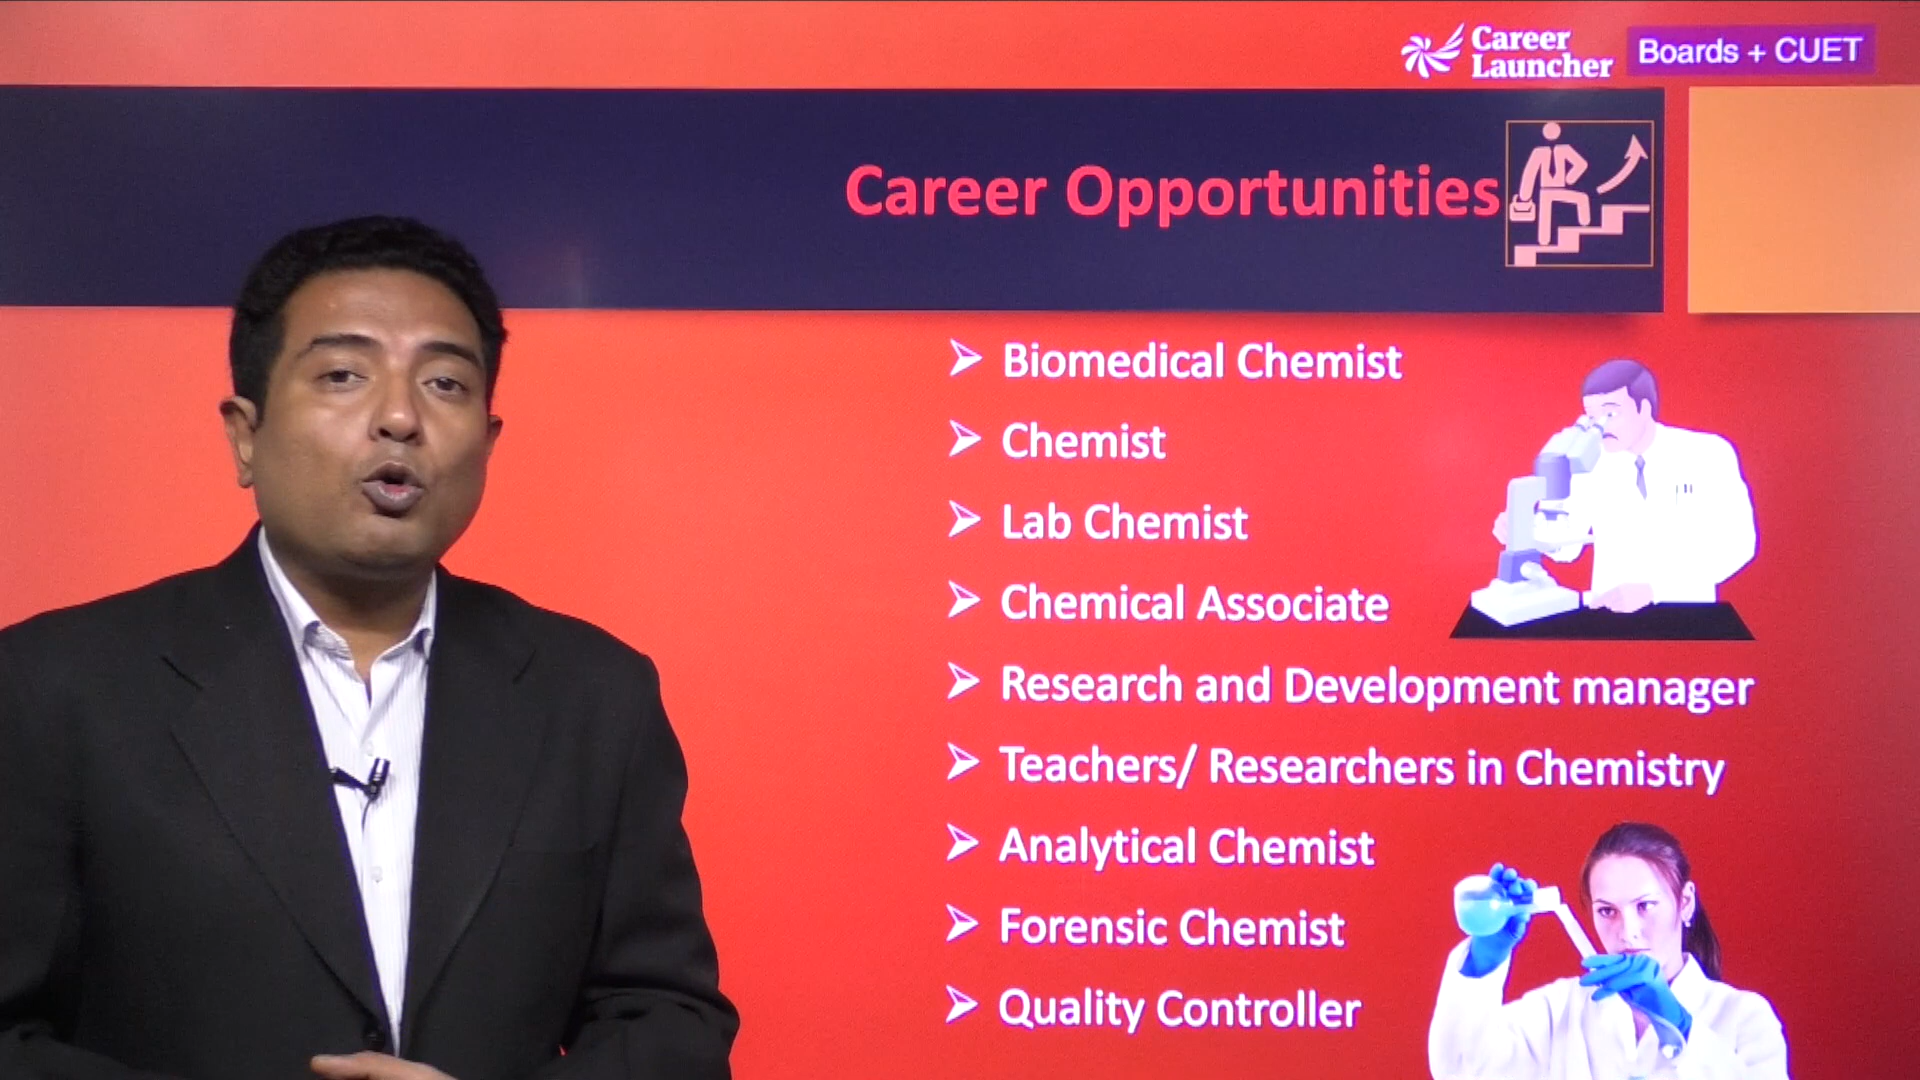 Career
Launcher
Boards + CUET
Career Opportunities
Biomedical Chemist
Chemist
Lab Chemist
Chemical Associate
Research and Development manager
Teachers/ Researchers in Chemistry
Analytical Chemist
Forensic Chemist
Quality Controller